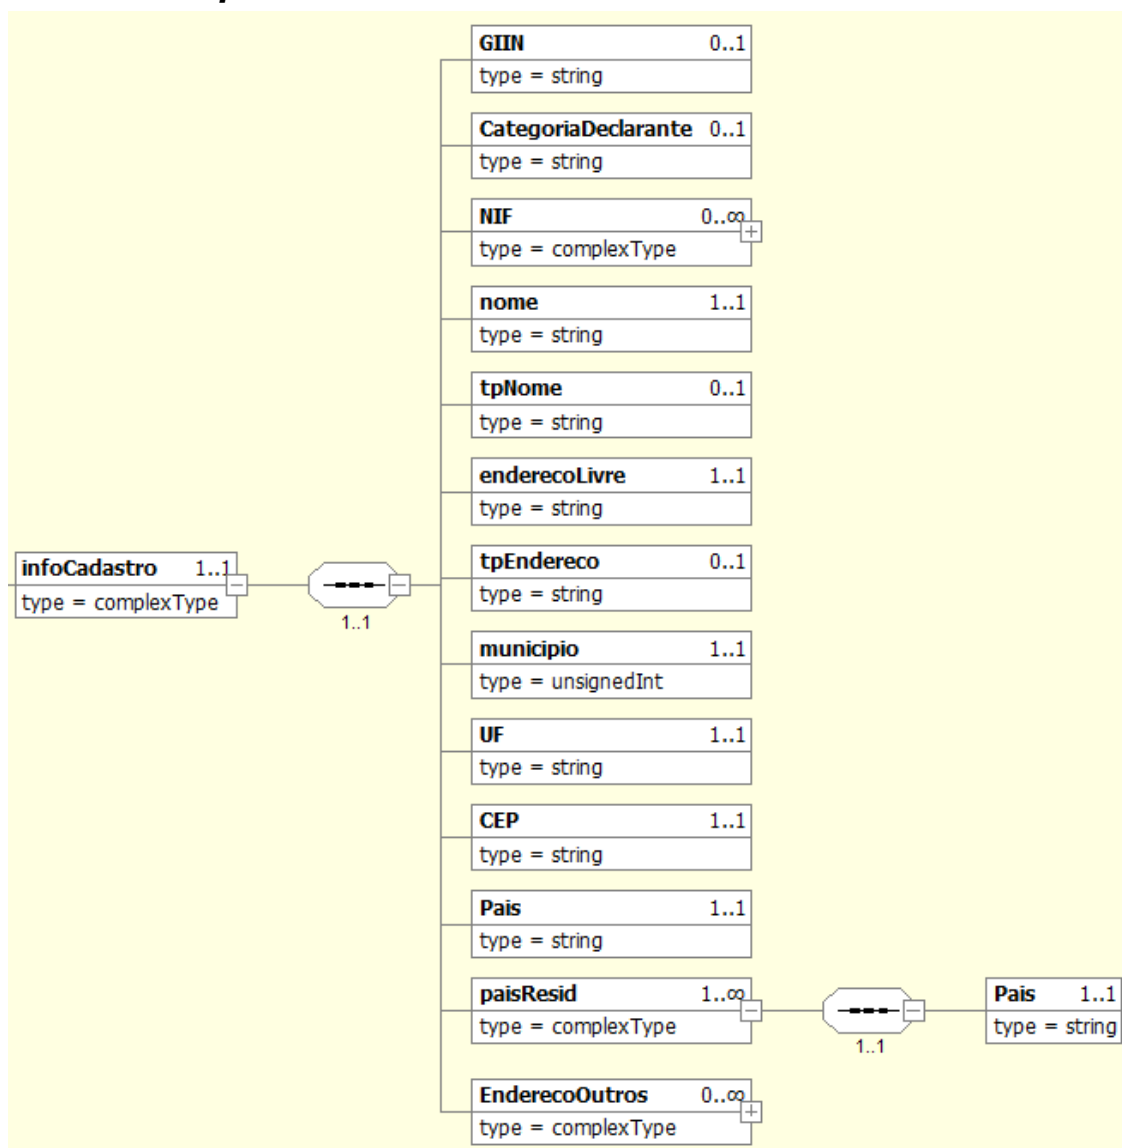 GIIN 0..1
type = string
CategoriaDeclarante 0..1
type = string
NIF 0..∞
type = complexType
nome 1..1
type = string
tpNome 0..1
type = string
enderecoLivre 1..1
type = string
infoCadastro 1..1
type = complexType
1..1
tpEndereco 0..1
type = string
municipio 1..1
type = unsignedInt
UF 1..1
type = string
CEP 1..1
type = string
Pais 1..1
type = string
paisResid 1..∞
type = complexType
1..1
Pais 1..1
type = string
EnderecoOutros 0..∞
type = complexType